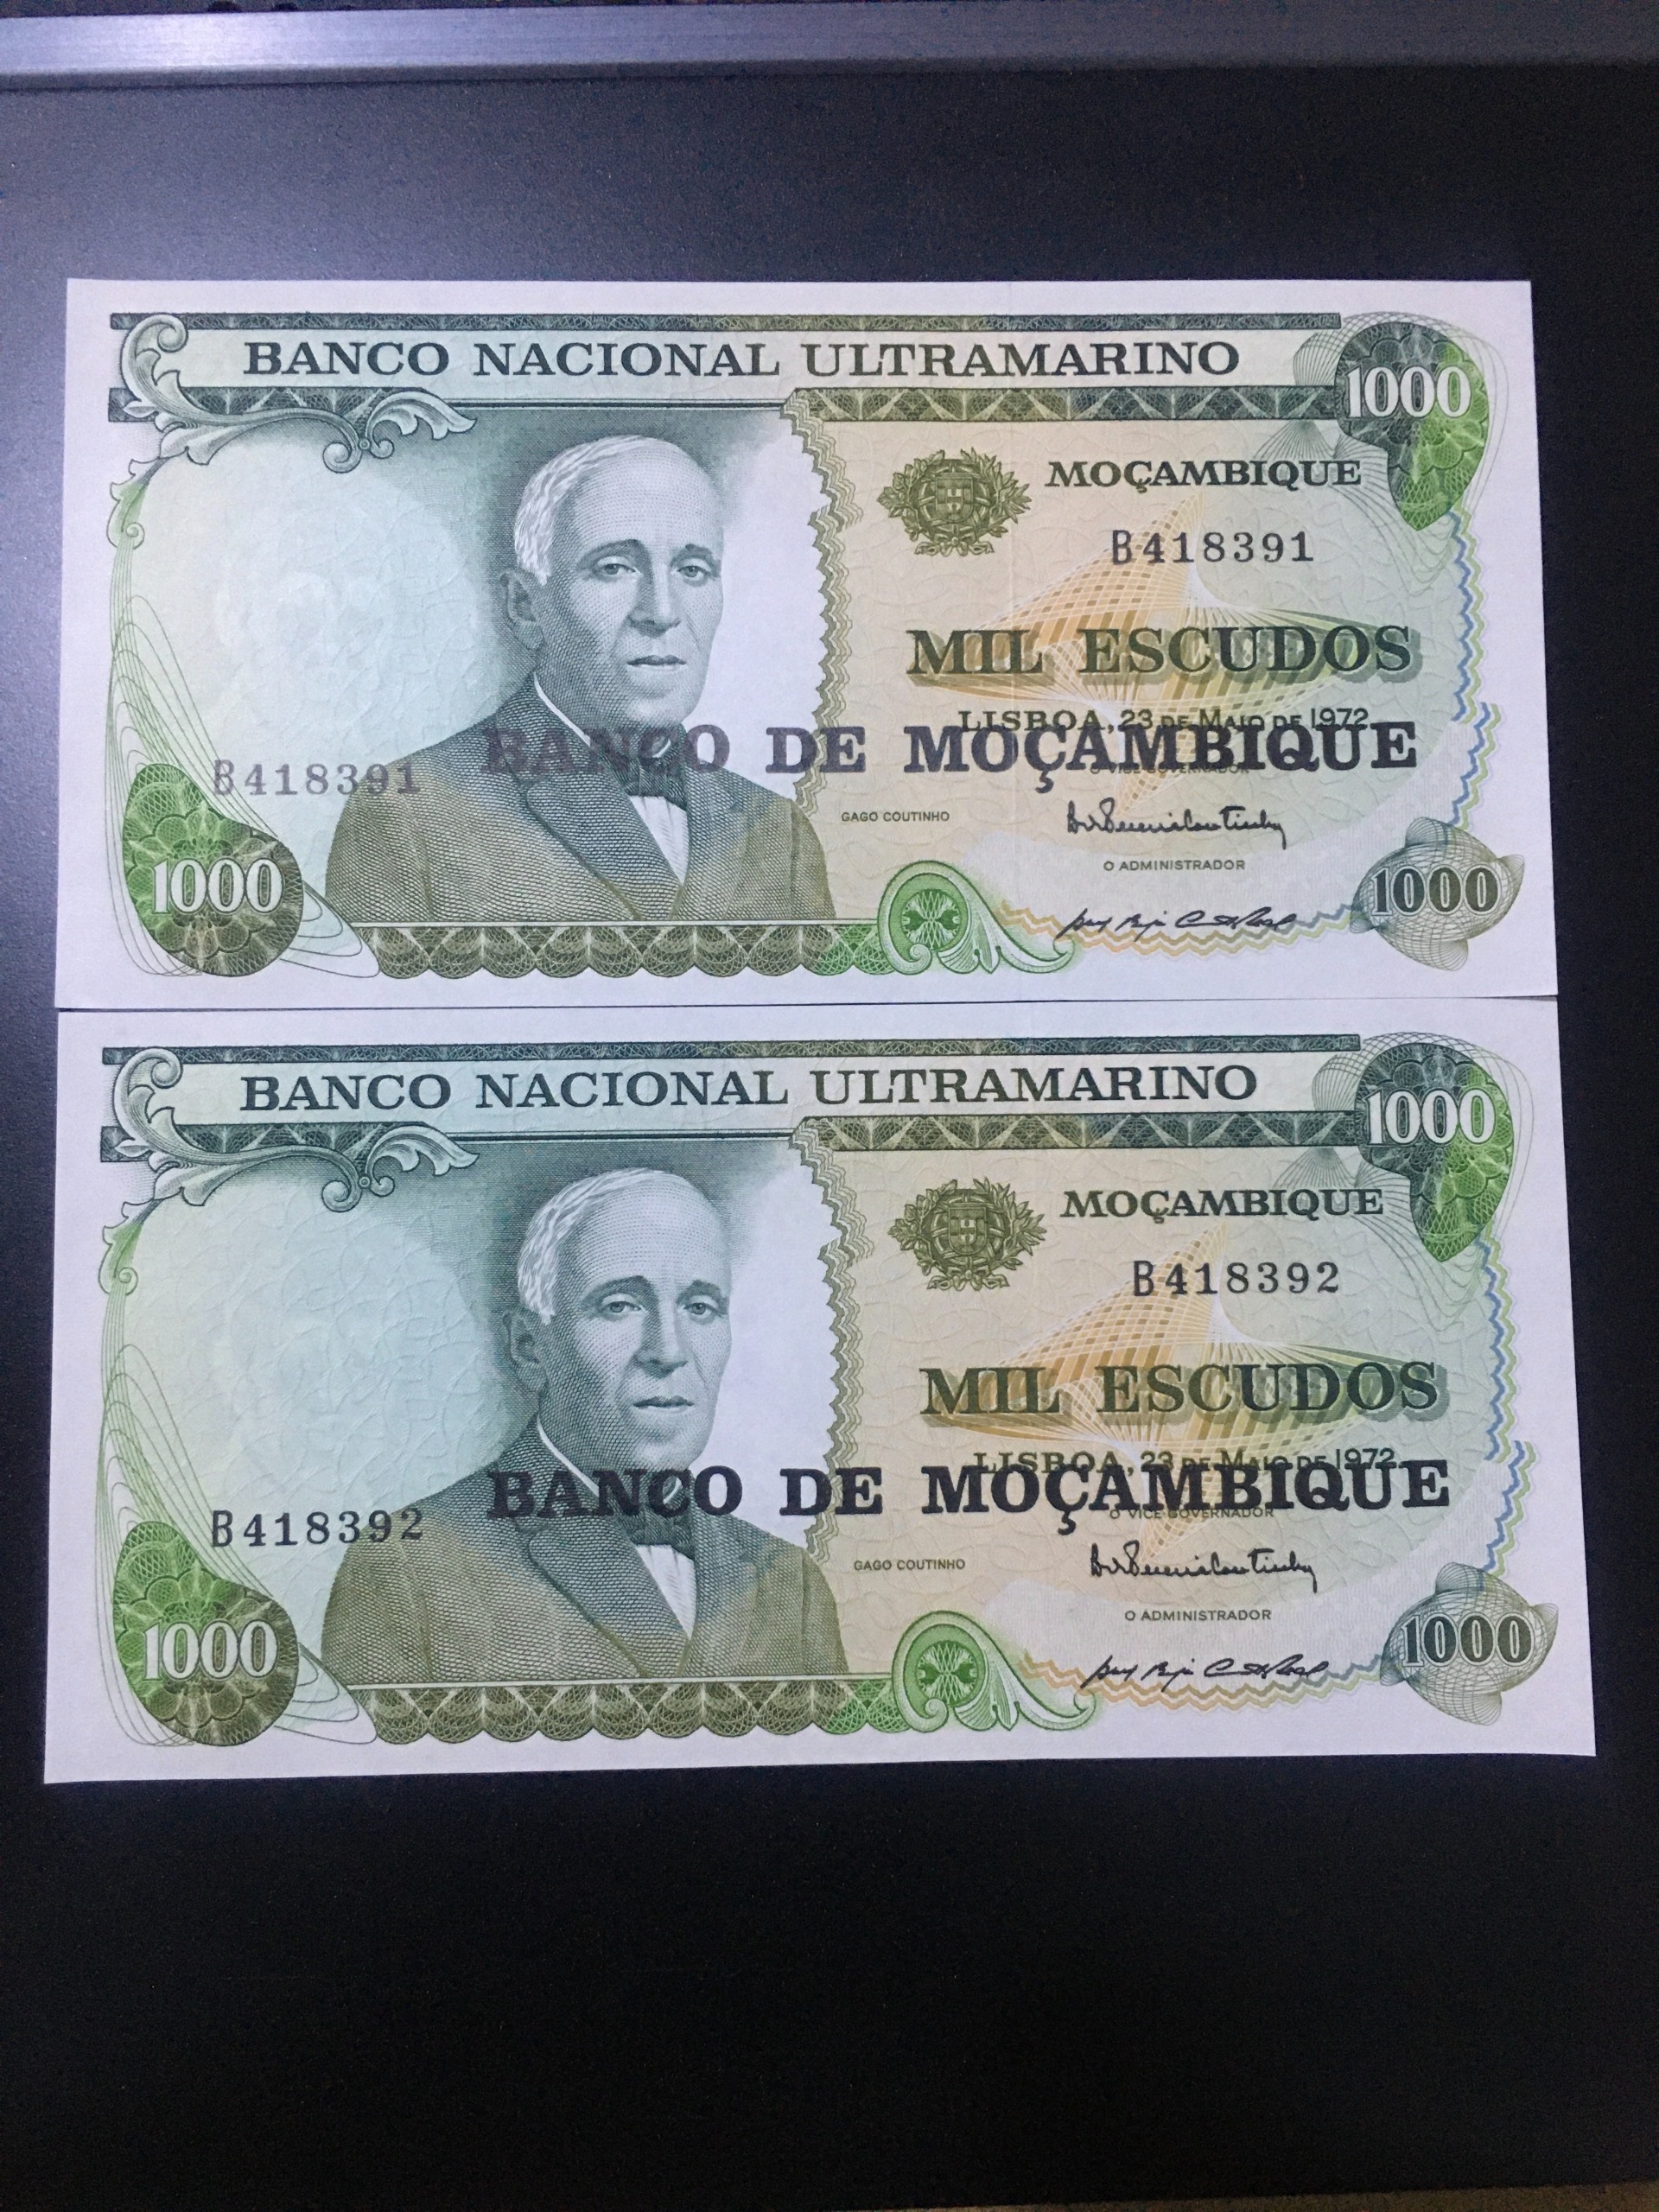 BANCO NACIONAL ULTRAMARINO
1000
MOÇAMBIQUE
B418391
MIL ESCUDOS
LISBOA, 23 DE MAIO DE 1972
BANCO DE MOÇAMBIQUE
O VICE GOVERNADOR
B418391
GAGO COUTINHO
O ADMINISTRADOR
1000
1000
BANCO NACIONAL ULTRAMARINO
1000
MOÇAMBIQUE
B418392
MIL ESCUDOS
LISBOA, 23 DE MAIO DE 1972
BANCO DE MOÇAMBIQUE
O VICE GOVERNADOR
B418392
GAGO COUTINHO
O ADMINISTRADOR
1000
1000